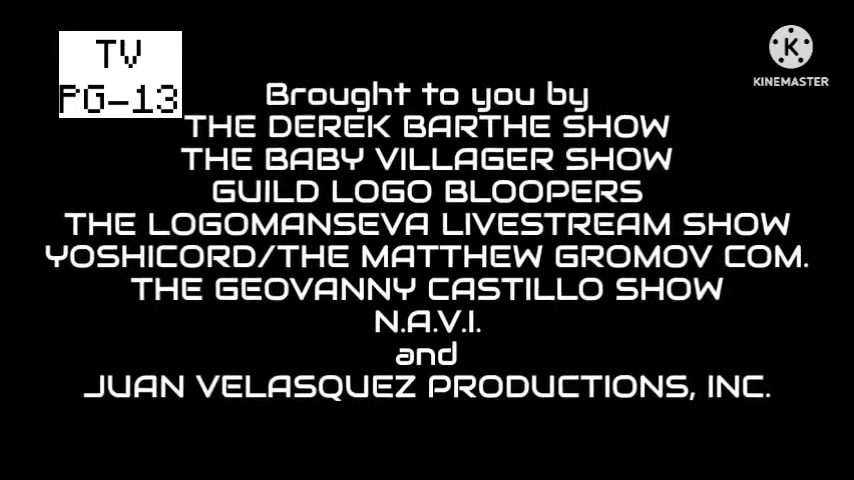 TV
PG-13
K
KINEMASTER
Brought to you by
THE DEREK BARTHE SHOW
THE BABY VILLAGER SHOW
GUILD LOGO BLOOPERS
THE LOGOMANSEVA LIVESTREAM SHOW
YOSHICORD/THE MATTHEW GROMOV COM.
THE GEOVANNY CASTILLO SHOW
N.A.V.I.
and
JUAN VELASQUEZ PRODUCTIONS, INC.